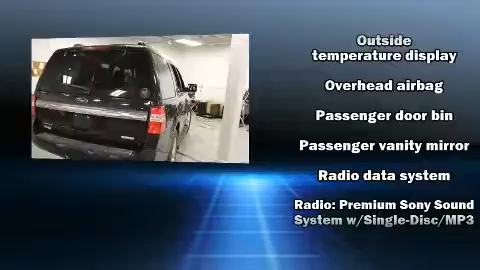 Outside
temperature display
Overhead airbag
Passenger door bin
Passenger vanity mirror
Radio data system
Radio: Premium Sony Sound
System w/Single-Disc/MP3